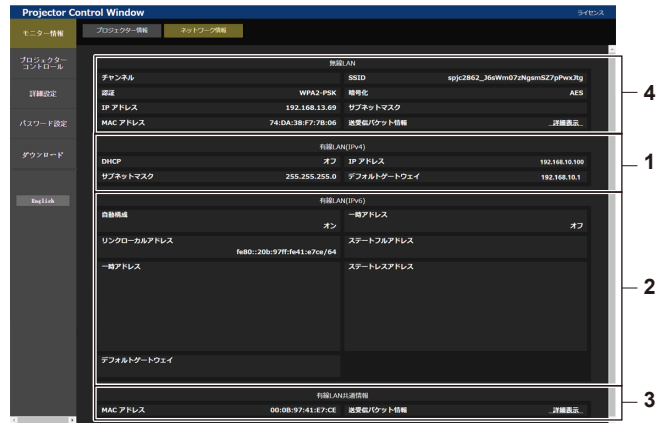 Projector Control Window
ライセンス
モニター情報
プロジェクター情報
ネットワーク情報
プロジェクター
コントロール
詳細設定
パスワード設定
ダウンロード
English
無線LAN
チャンネル
SSID spjc2862_J6sWm07zNgsmSZ7pPwxJtg
認証 WPA2-PSK 暗号化 AES
IP アドレス 192.168.13.69 サブネットマスク
MAC アドレス 74:DA:38:F7:7B:06 送受信パケット情報 詳細表示
4
有線LAN(IPv4)
DHCP オフ IP アドレス 192.168.10.100
サブネットマスク 255.255.255.0 デフォルトゲートウェイ 192.168.10.1
1
有線LAN(IPv6)
自動構成 オン
一時アドレス オフ
リンクローカルアドレス fe80::20b:97ff:fe41:e7ce/64
ステートフルアドレス
一時アドレス
ステートレスアドレス
デフォルトゲートウェイ
2
有線LAN共通情報
MAC アドレス 00:0B:97:41:E7:CE 送受信パケット情報 詳細表示
3